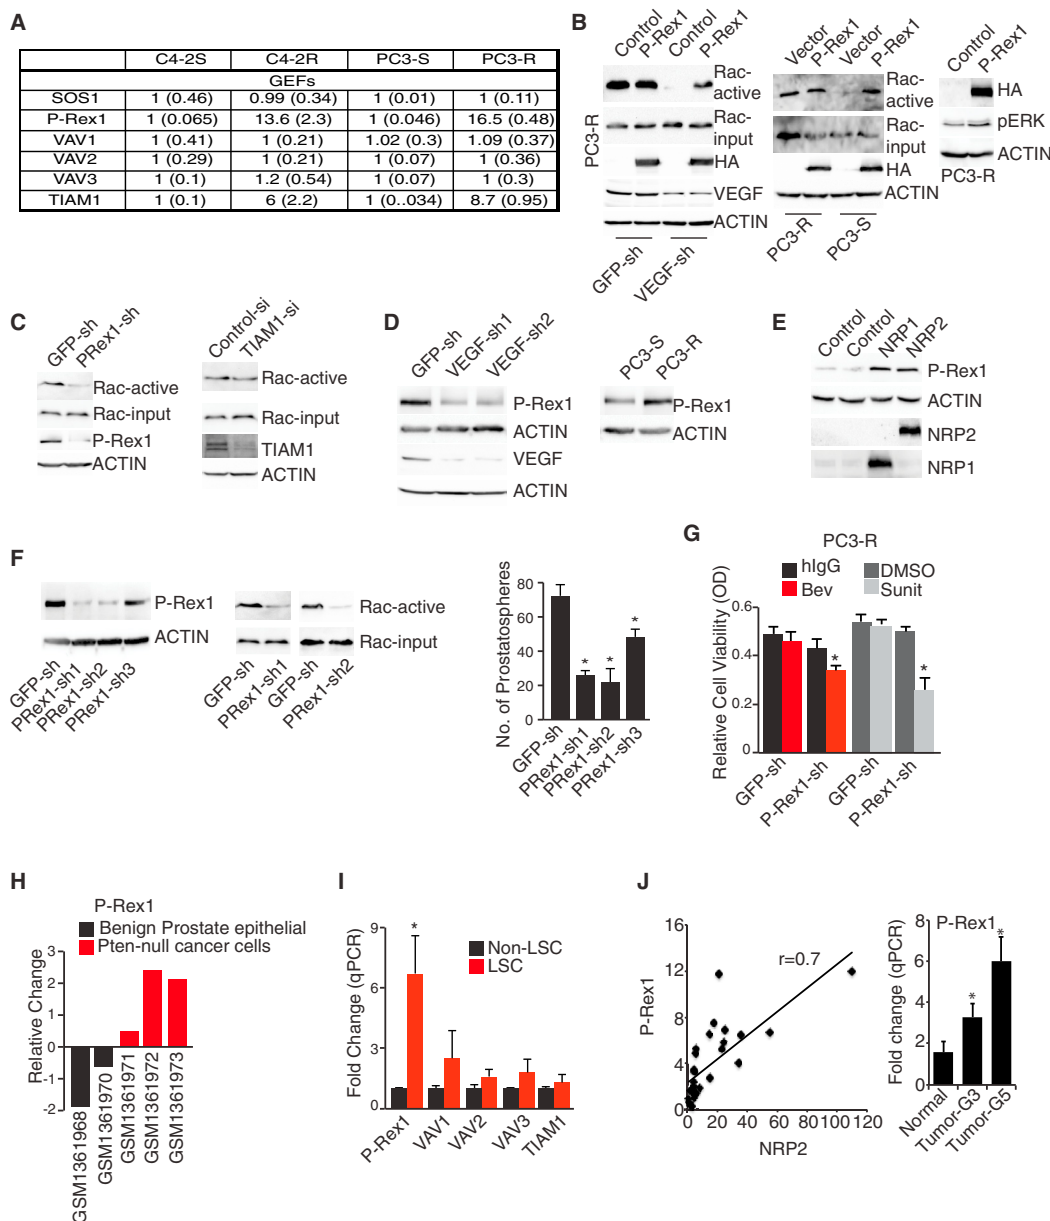 A
C4-2S C4-2R PC3-S PC3-R
GEFs
SOS1 1 (0.46) 0.99 (0.34) 1 (0.01) 1 (0.11)
P-Rex1 1 (0.065) 13.6 (2.3) 1 (0.046) 16.5 (0.48)
VAV1 1 (0.41) 1 (0.21) 1.02 (0.3) 1.09 (0.37)
VAV2 1 (0.29) 1 (0.21) 1 (0.07) 1 (0.36)
VAV3 1 (0.1) 1.2 (0.54) 1 (0.07) 1 (0.3)
TIAM1 1 (0.1) 6 (2.2) 1 (0..034) 8.7 (0.95)
B
Control P-Rex1 Control P-Rex1
PC3-R
Rac-
active
Rac-
input
HA
VEGF
ACTIN
GFP-sh VEGF-sh
Vector P-Rex1 Vector P-Rex1
Rac-
active
Rac-
input
HA
ACTIN
PC3-R PC3-S
Control P-Rex1
HA
pERK
ACTIN
PC3-R
C
GFP-sh PRex1-sh
Rac-active
Rac-input
P-Rex1
ACTIN
Control-si TIAM1-si
Rac-active
Rac-input
TIAM1
ACTIN
D
GFP-sh VEGF-sh1 VEGF-sh2
P-Rex1
ACTIN
VEGF
ACTIN
PC3-S PC3-R
P-Rex1
ACTIN
E
Control Control NRP1 NRP2
P-Rex1
ACTIN
NRP2
NRP1
F
P-Rex1
ACTIN
GFP-sh PRex1-sh1 PRex1-sh2 PRex1-sh3
Rac-active
Rac-input
GFP-sh PRex1-sh1 GFP-sh PRex1-sh2
No. of Prostatospheres
80
60
40
20
0
* * *
GFP-sh PRex1-sh1 PRex1-sh2 PRex1-sh3
G
PC3-R
hIgG DMSO
Bev Sunit
Relative Cell Viability (OD)
0.6
0.4
0.2
0
* *
GFP-sh P-Rex1-sh GFP-sh P-Rex1-sh
H
P-Rex1
Benign Prostate epithelial
Pten-null cancer cells
Relative Change
3
2
1
0
-1
-2
GSM1361968 GSM1361970 GSM1361971 GSM1361972 GSM1361973
I
Fold Change (qPCR)
9
6
3
0
*
Non-LSC
LSC
P-Rex1 VAV1 VAV2 VAV3 TIAM1
J
P-Rex1
16
12
8
4
0
r=0.7
0 20 40 60 80 100 120
NRP2
P-Rex1
Fold change (qPCR)
8
6
4
2
0
* *
Normal Tumor-G3 Tumor-G5